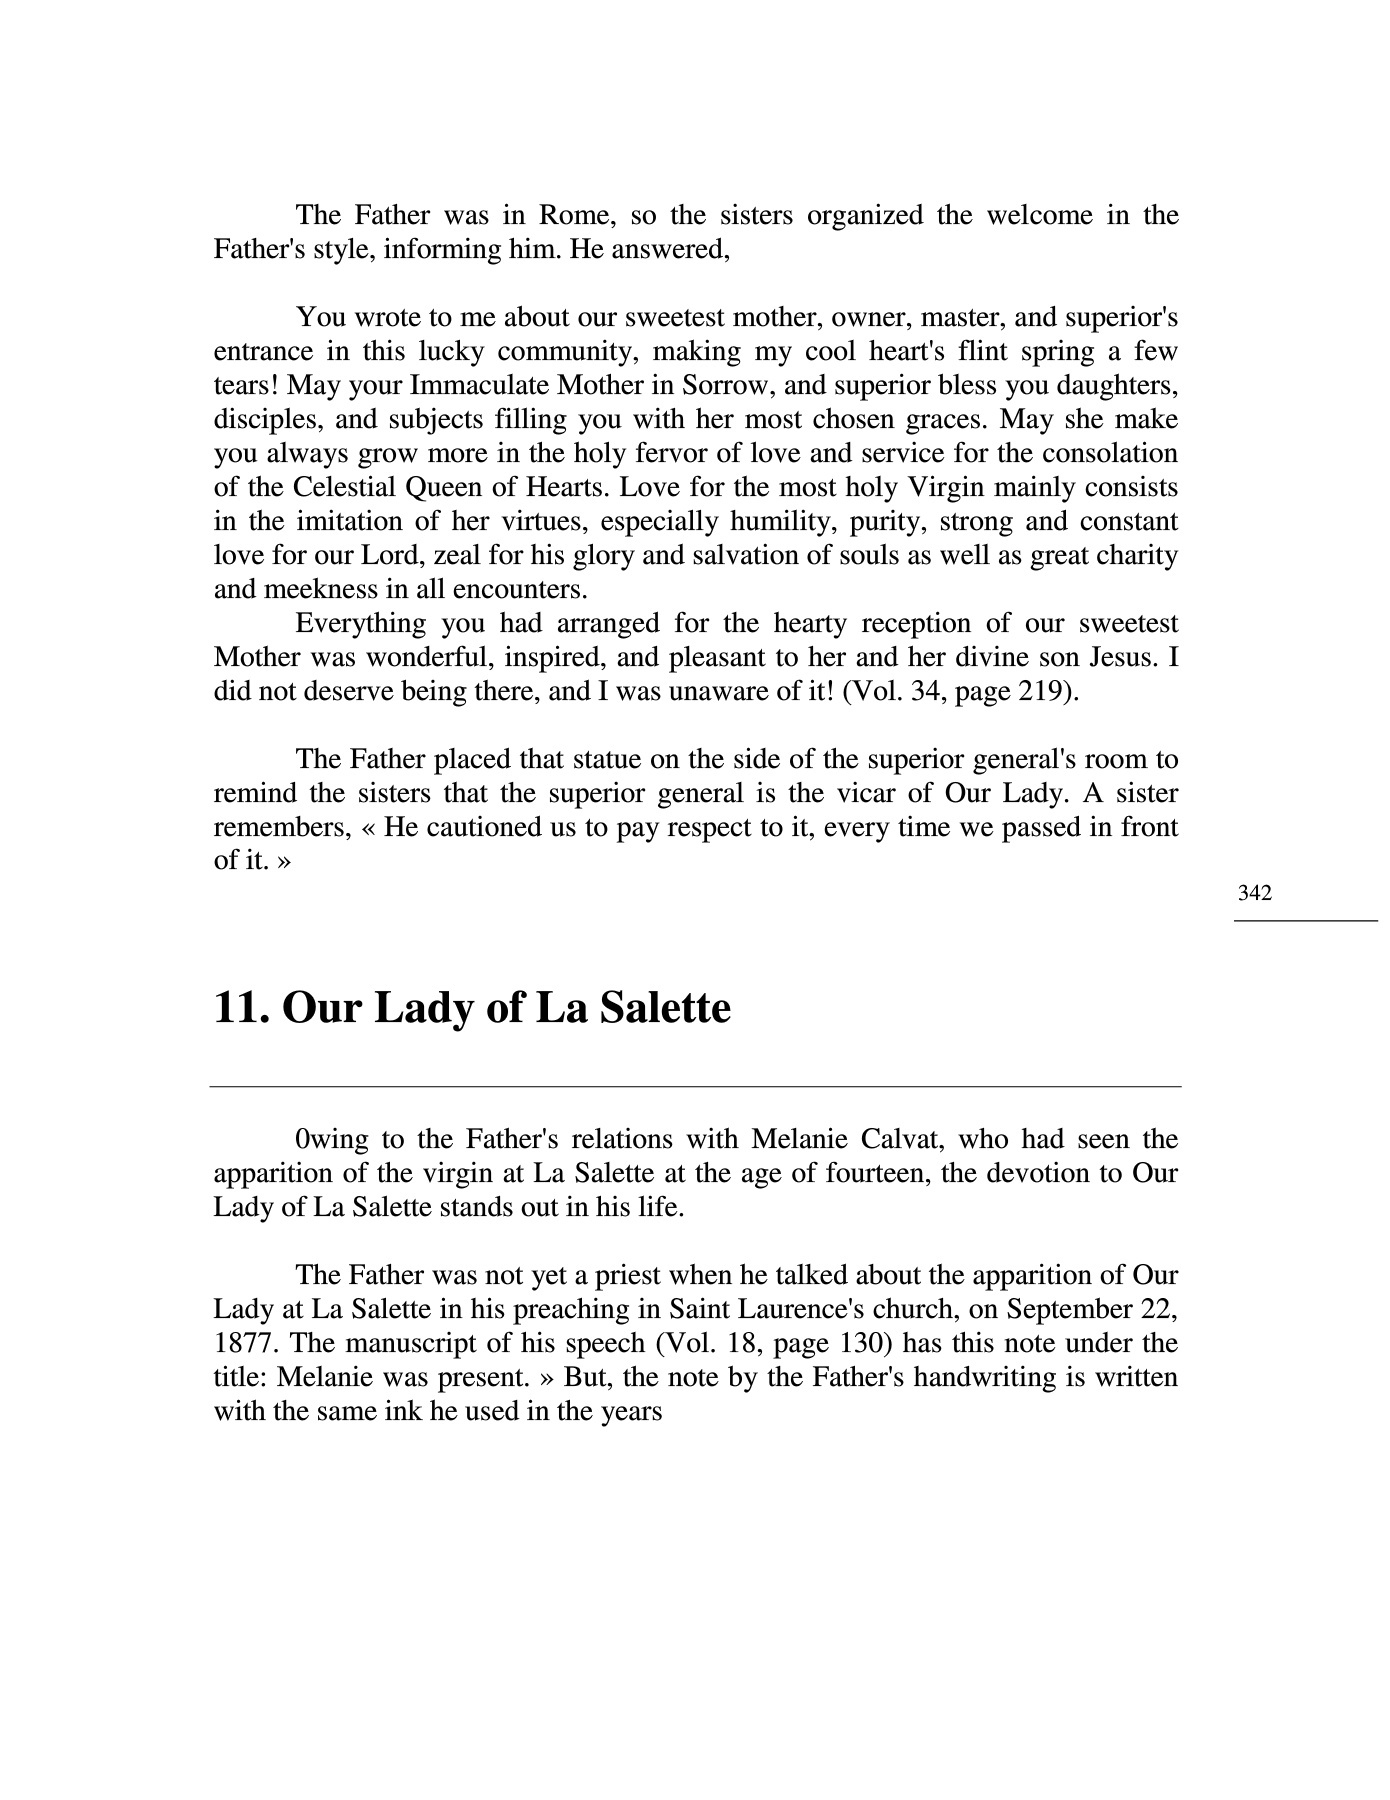 The Father was in Rome, so the sisters organized the welcome in the
Father's style, informing him. He answered,
You wrote to me about our sweetest mother, owner, master, and superior's
entrance in this lucky community, making my cool heart's flint spring a few
tears! May your Immaculate Mother in Sorrow, and superior bless you daughters,
disciples, and subjects filling you with her most chosen graces. May she make
you always grow more in the holy fervor of love and service for the consolation
of the Celestial Queen of Hearts. Love for the most holy Virgin mainly consists
in the imitation of her virtues, especially humility, purity, strong and constant
love for our Lord, zeal for his glory and salvation of souls as well as great charity
and meekness in all encounters.
Everything you had arranged for the hearty reception of our sweetest
Mother was wonderful, inspired, and pleasant to her and her divine son Jesus. I
did not deserve being there, and I was unaware of it! (Vol. 34, page 219).
The Father placed that statue on the side of the superior general's room to
remind the sisters that the superior general is the vicar of Our Lady. A sister
remembers, « He cautioned us to pay respect to it, every time we passed in front
of it. »
342
11. Our Lady of La Salette
0wing to the Father's relations with Melanie Calvat, who had seen the
apparition of the virgin at La Salette at the age of fourteen, the devotion to Our
Lady of La Salette stands out in his life.
The Father was not yet a priest when he talked about the apparition of Our
Lady at La Salette in his preaching in Saint Laurence's church, on September 22,
1877. The manuscript of his speech (Vol. 18, page 130) has this note under the
title: Melanie was present. » But, the note by the Father's handwriting is written
with the same ink he used in the years